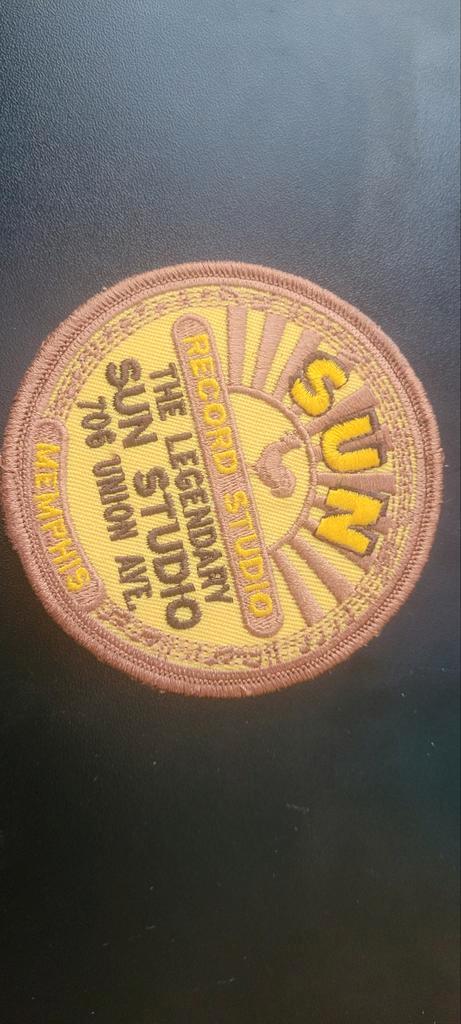 SUN
RECORD STUDIO
THE LEGENDARY
SUN STUDIO
706 UNION AVE.
MEMPHIS